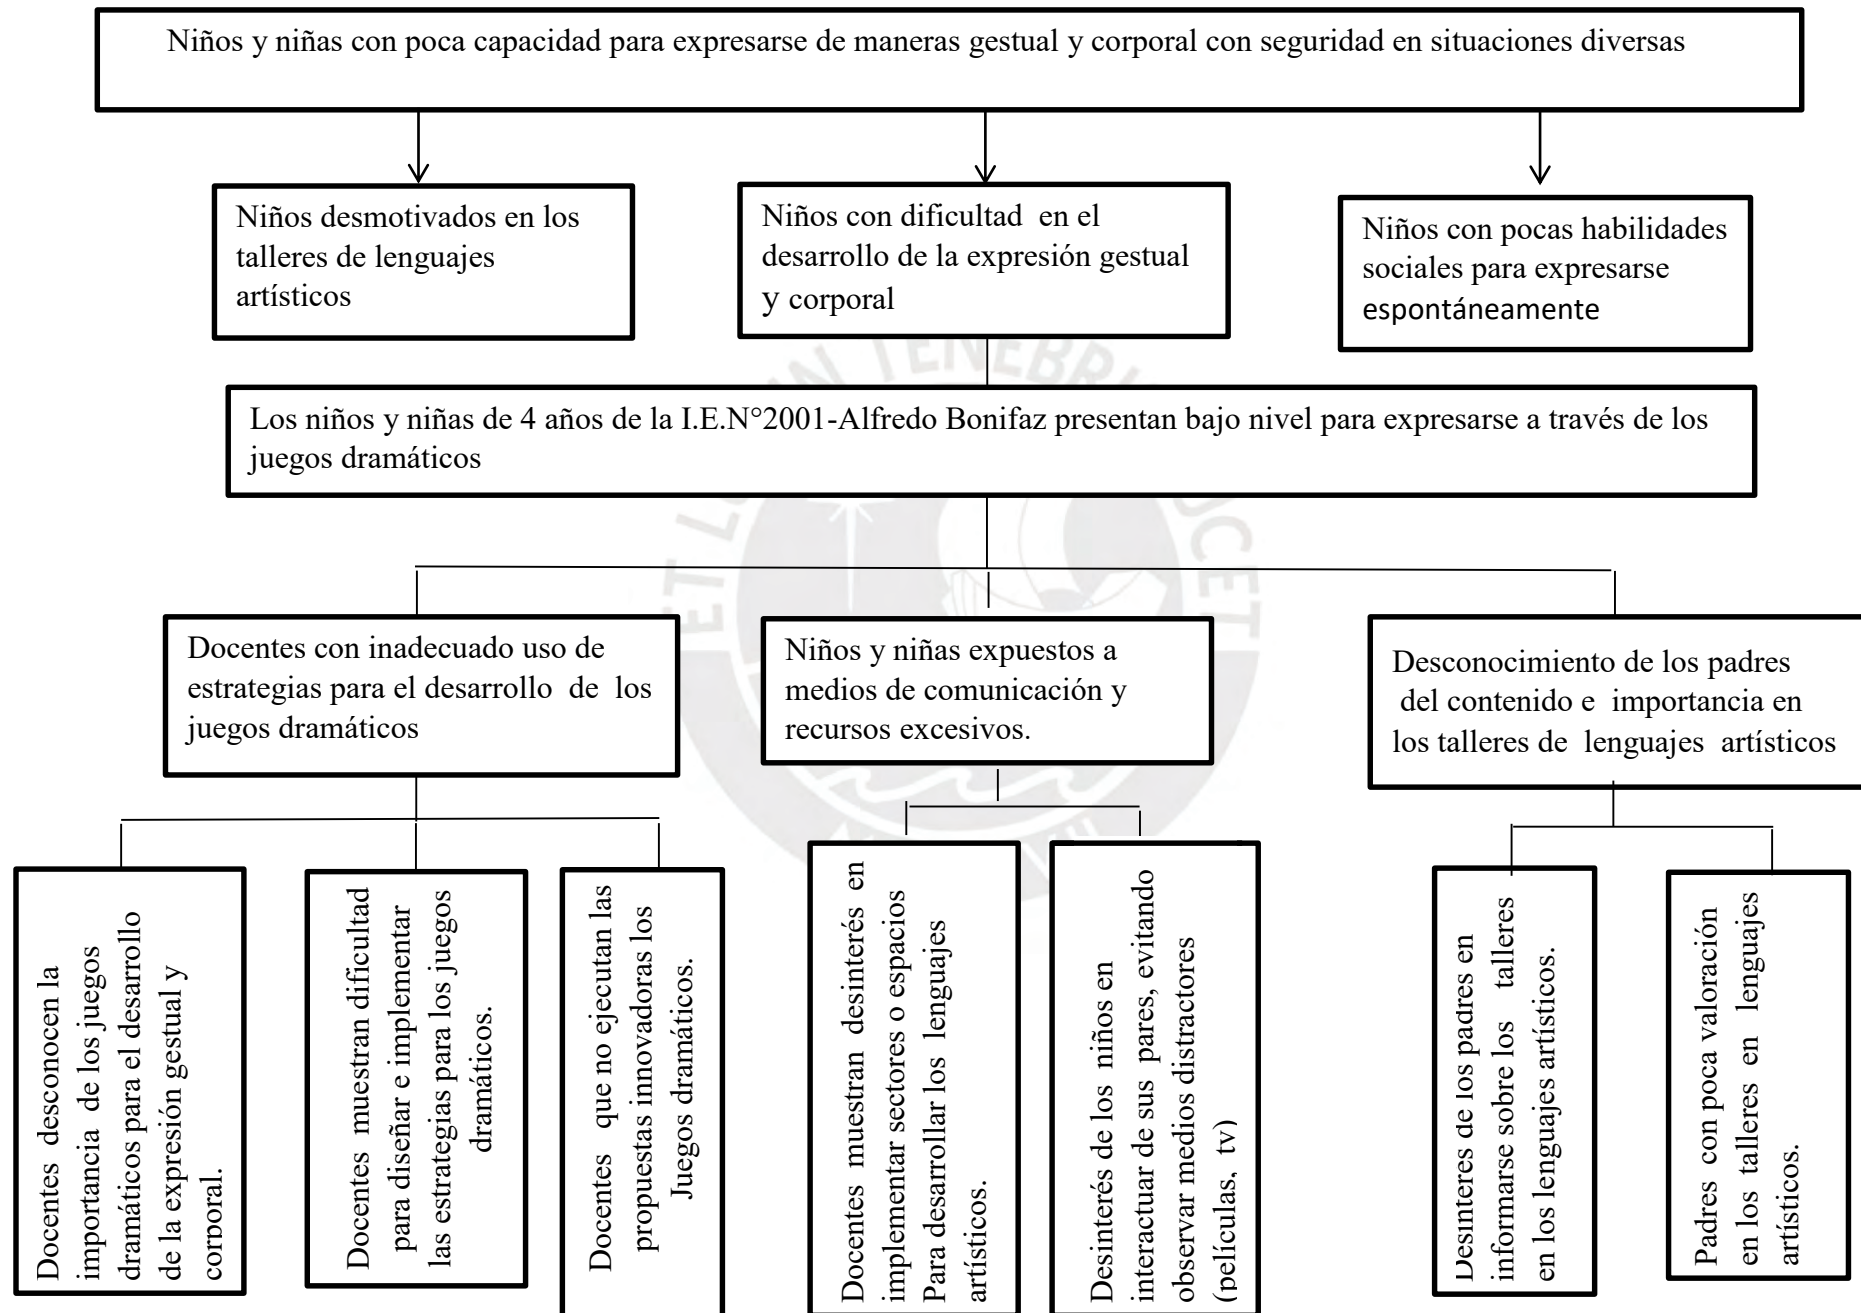 Niños y niñas con poca capacidad para expresarse de maneras gestual y corporal con seguridad en situaciones diversas
Niños desmotivados en los
talleres de lenguajes
artísticos
Niños con dificultad en el
desarrollo de la expresión gestual
y corporal
Niños con pocas habilidades
sociales para expresarse
espontáneamente
Los niños y niñas de 4 años de la I.E.N°2001-Alfredo Bonifaz presentan bajo nivel para expresarse a través de los
juegos dramáticos
Docentes con inadecuado uso de
estrategias para el desarrollo de los
juegos dramáticos
Niños y niñas expuestos a
medios de comunicación y
recursos excesivos.
Desconocimiento de los padres
del contenido e importancia en
los talleres de lenguajes artísticos
Docentes desconocen la
importancia de los juegos
dramáticos para el desarrollo
de la expresión gestual y
corporal.
Docentes muestran dificultad
para diseñar e implementar
las estrategias para los juegos
dramáticos.
Docentes que no ejecutan las
propuestas innovadoras los
Juegos dramáticos.
Docentes muestran desinterés en
implementar sectores o espacios
Para desarrollar los lenguajes
artísticos.
Desinterés de los niños en
interactuar de sus pares, evitando
observar medios distractores
(películas, tv)
Desinteres de los padres en
informarse sobre los talleres
en los lenguajes artísticos.
Padres con poca valoración
en los talleres en lenguajes
artísticos.
ET LUX IN TENEBRIS LUCET